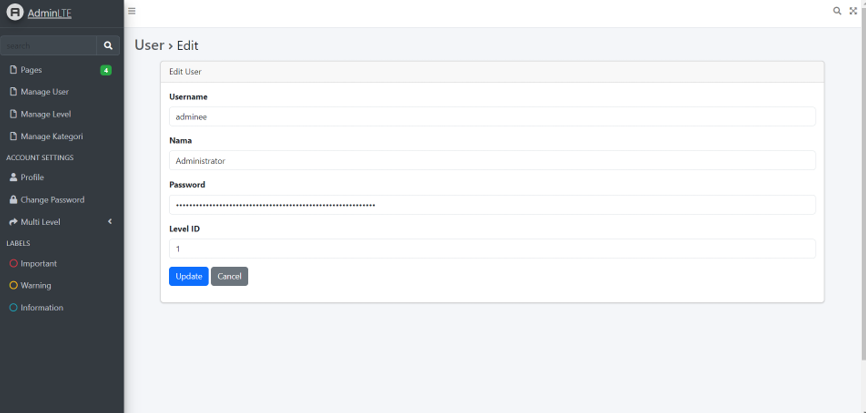 AdminLTE
search
Pages
4
Manage User
Manage Level
Manage Kategori
ACCOUNT SETTINGS
Profile
Change Password
Multi Level
LABELS
Important
Warning
Information
User > Edit
Edit User
Username
adminee
Nama
Administrator
Password
Level ID
1
Update Cancel